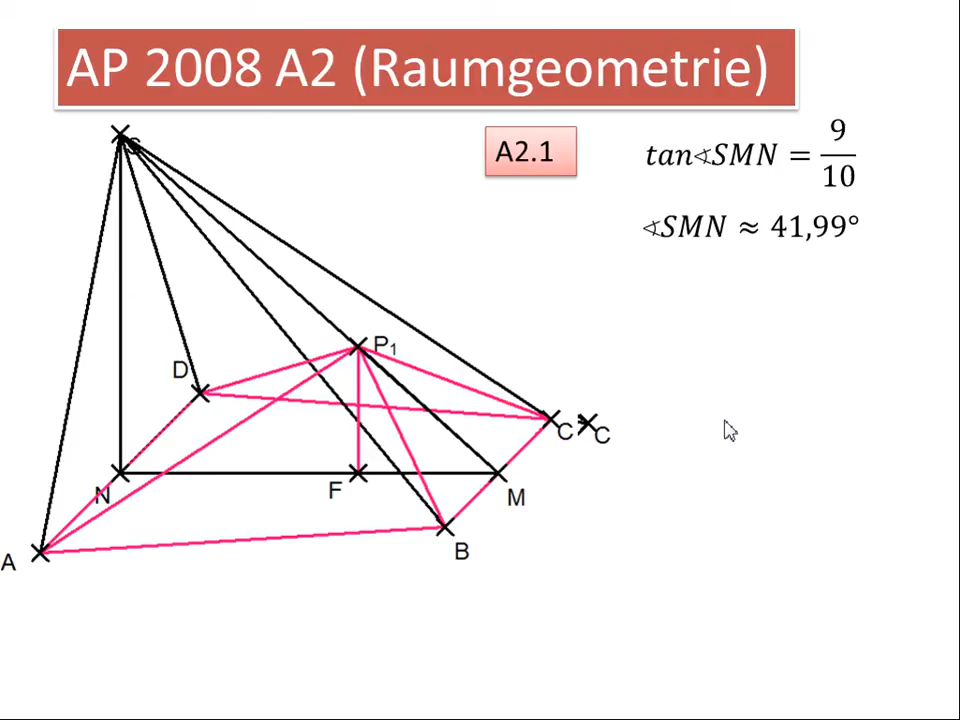 AP 2008 A2 (Raumgeometrie)
S
A2.1
tan∢SMN = 9/10
∢SMN ≈ 41,99°
P₁
D
C
C
N
F
M
B
A